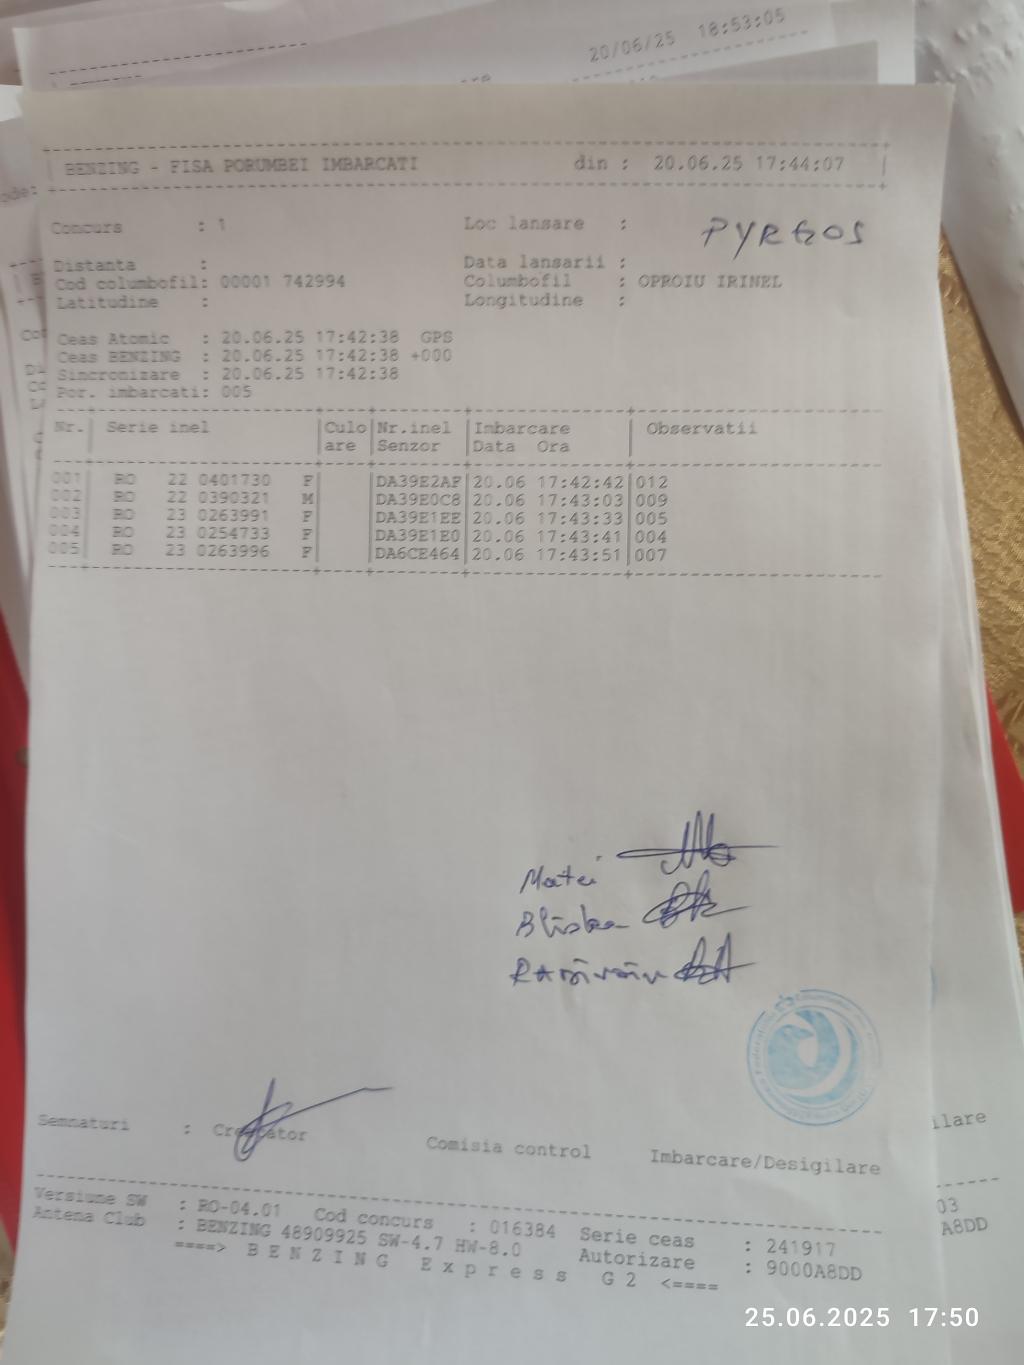 20/06/25 18:53:05
BENZING - FISA PORUMBEI IMBARCATI din : 20.06.25 17:44:07
Concurs : 1 Loc lansare : PYRGOS
Distanta : Data lansarii :
Cod columbofil: 00001 742994 Columbofil : OPROIU IRINEL
Latitudine : Longitudine :
Ceas Atomic : 20.06.25 17:42:38 GPS
Ceas BENZING : 20.06.25 17:42:38 +000
Sincronizare : 20.06.25 17:42:38
Por. imbarcati: 005
Nr. Serie inel Culo Nr.inel Imbarcare Observatii
are Senzor Data Ora
001 RO 22 0401730 F DA39E2AF 20.06 17:42:42 012
002 RO 22 0390321 M DA39E0C8 20.06 17:43:03 009
003 RO 23 0263991 F DA39E1EE 20.06 17:43:33 005
004 RO 23 0254733 F DA39E1E0 20.06 17:43:41 004
005 RO 23 0263996 F DA6CE464 20.06 17:43:51 007
Matei
Semnaturi : Crescator Comisia control Imbarcare/Desigilare
Versiune SW : RO-04.01 Cod concurs : 016384 Serie ceas : 241917
Antena Club : BENZING 48909925 SW-4.7 HW-8.0 Autorizare : 9000A8DD
====> B E N Z I N G E x p r e s s G 2 <====
ilare
03
A8DD
25.06.2025 17:50